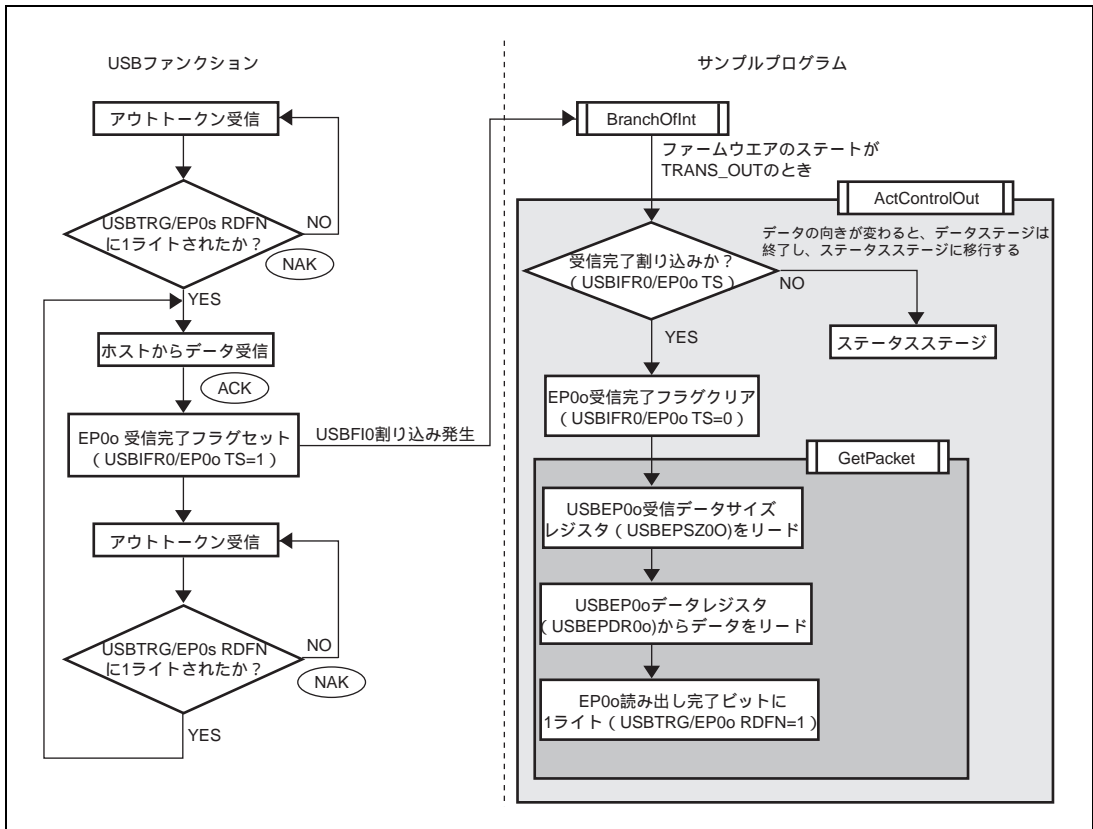 USBファンクション
アウトトークン受信
USBTRG/EP0s RDFN
に1ライトされたか？
NO
NAK
YES
ホストからデータ受信
ACK
EP0o 受信完了フラグセット
（USBIFR0/EP0o TS=1）
USBFI0割り込み発生
アウトトークン受信
USBTRG/EP0s RDFN
に1ライトされたか？
NO
NAK
YES
サンプルプログラム
BranchOfInt
ファームウエアのステートが
TRANS_OUTのとき
ActControlOut
データの向きが変わると、データステージは
終了し、ステータスステージに移行する
受信完了割り込みか？
（USBIFR0/EP0o TS）
NO
ステータスステージ
YES
EP0o受信完了フラグクリア
（USBIFR0/EP0o TS=0）
GetPacket
USBEP0o受信データサイズ
レジスタ（USBEPSZ0O)をリード
USBEP0oデータレジスタ
（USBEPDR0o)からデータをリード
EP0o読み出し完了ビットに
1ライト（USBTRG/EP0o RDFN=1）